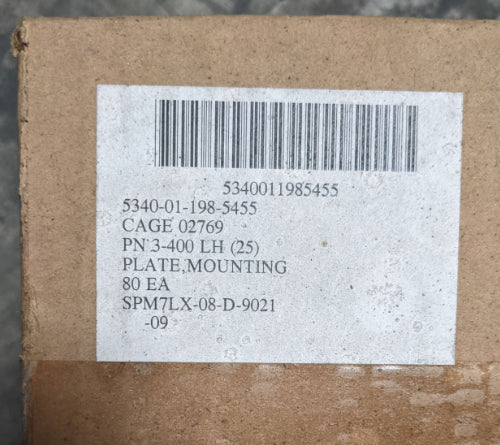 5340011985455
5340-01-198-5455
CAGE 02769
PN 3-400 LH (25)
PLATE,MOUNTING
80 EA
SPM7LX-08-D-9021
-09